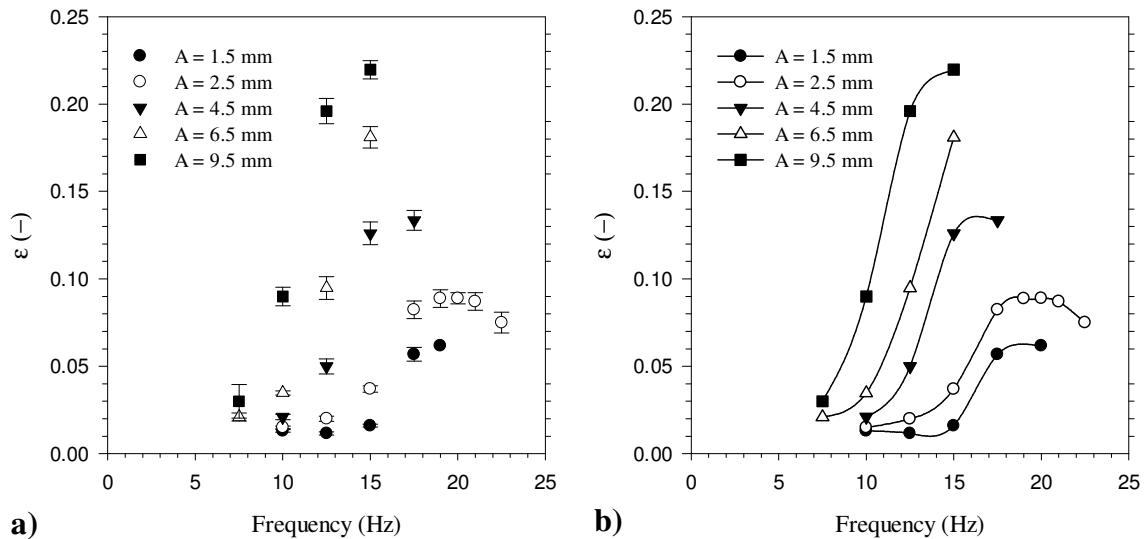 0.25
0.20
0.15
0.10
0.05
0.00
ε (−)
A = 1.5 mm
A = 2.5 mm
A = 4.5 mm
A = 6.5 mm
A = 9.5 mm
0 5 10 15 20 25
Frequency (Hz)
a)
0.25
0.20
0.15
0.10
0.05
0.00
ε (−)
A = 1.5 mm
A = 2.5 mm
A = 4.5 mm
A = 6.5 mm
A = 9.5 mm
0 5 10 15 20 25
Frequency (Hz)
b)